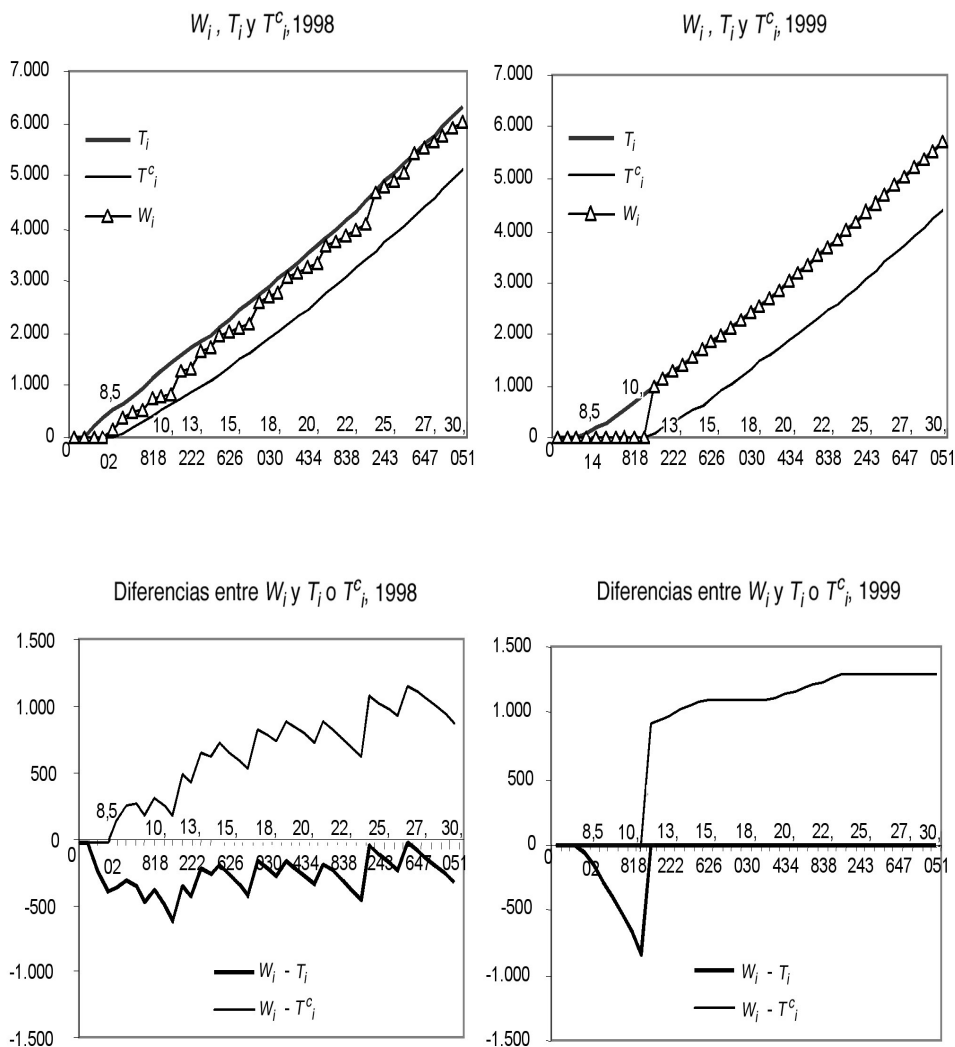 Wᵢ , Tᵢ y Tᶜᵢ, 1998
7.000
6.000
5.000
4.000
3.000
2.000
1.000
0
Tᵢ
Tᶜᵢ
Wᵢ
8,5
10, 13, 15, 18, 20, 22, 25, 27, 30,
0 02 818 222 626 030 434 838 243 647 051
Wᵢ , Tᵢ y Tᶜᵢ, 1999
7.000
6.000
5.000
4.000
3.000
2.000
1.000
0
Tᵢ
Tᶜᵢ
Wᵢ
8,5
10,
13, 15, 18, 20, 22, 25, 27, 30,
0 14 818 222 626 030 434 838 243 647 051
Diferencias entre Wᵢ y Tᵢ o Tᶜᵢ, 1998
1.500
1.000
500
0
-500
-1.000
-1.500
8,5
10, 13, 15, 18, 20, 22, 25, 27, 30,
0 02 818 222 626 030 434 838 243 647 051
Wᵢ - Tᵢ
Wᵢ - Tᶜᵢ
Diferencias entre Wᵢ y Tᵢ o Tᶜᵢ, 1999
1.500
1.000
500
0
-500
-1.000
-1.500
8,5 10, 13, 15, 18, 20, 22, 25, 27, 30,
0 02 818 222 626 030 434 838 243 647 051
Wᵢ - Tᵢ
Wᵢ - Tᶜᵢ